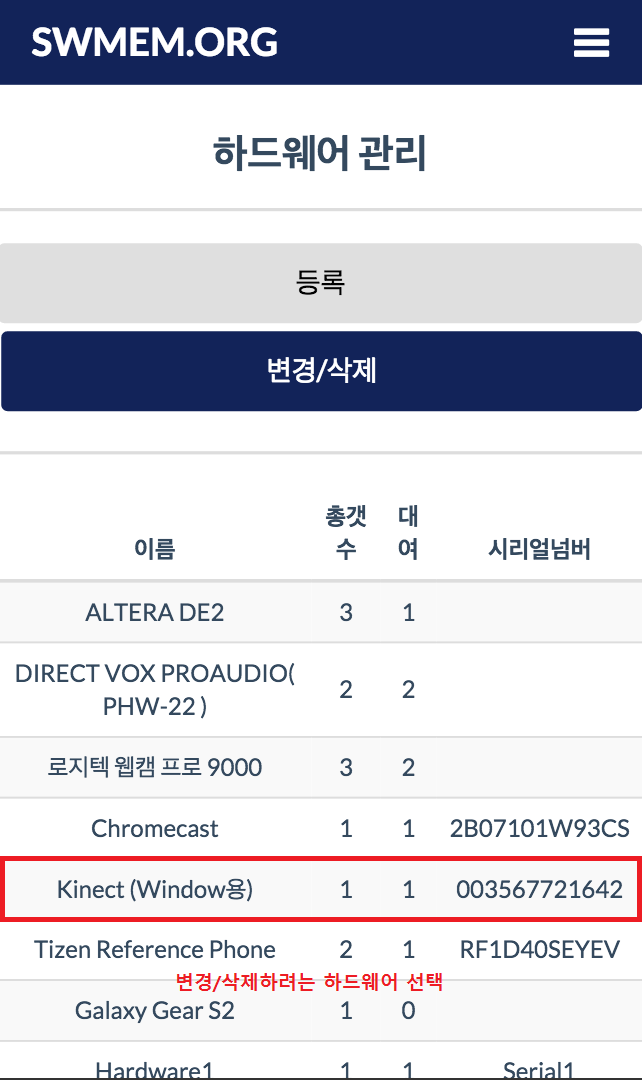 SWMEM.ORG
하드웨어 관리
등록
변경/삭제
이름 총갯수 대여 시리얼넘버
ALTERA DE2 3 1
DIRECT VOX PROAUDIO(
PHW-22 ) 2 2
로지텍 웹캠 프로 9000 3 2
Chromecast 1 1 2B07101W93CS
Kinect (Window용) 1 1 003567721642
Tizen Reference Phone 2 1 RF1D40SEYEV
변경/삭제하려는 하드웨어 선택
Galaxy Gear S2 1 0
Hardware1 1 1 Serial1